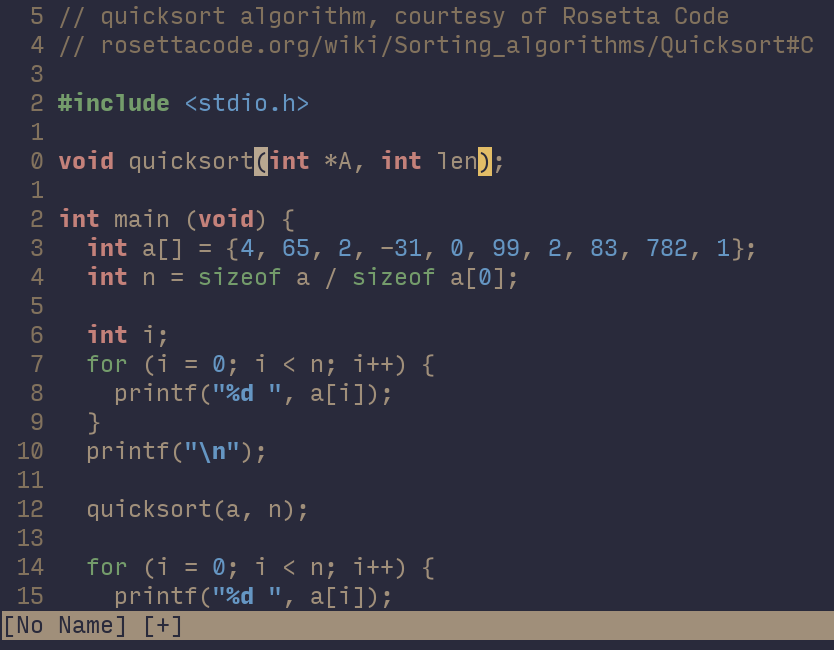 5 // quicksort algorithm, courtesy of Rosetta Code
4 // rosettacode.org/wiki/Sorting_algorithms/Quicksort#C
3
2 #include <stdio.h>
1
0 void quicksort(int *A, int len);
1
2 int main (void) {
3   int a[] = {4, 65, 2, -31, 0, 99, 2, 83, 782, 1};
4   int n = sizeof a / sizeof a[0];
5
6   int i;
7   for (i = 0; i < n; i++) {
8     printf("%d ", a[i]);
9   }
10   printf("\n");
11
12   quicksort(a, n);
13
14   for (i = 0; i < n; i++) {
15     printf("%d ", a[i]);
[No Name] [+]